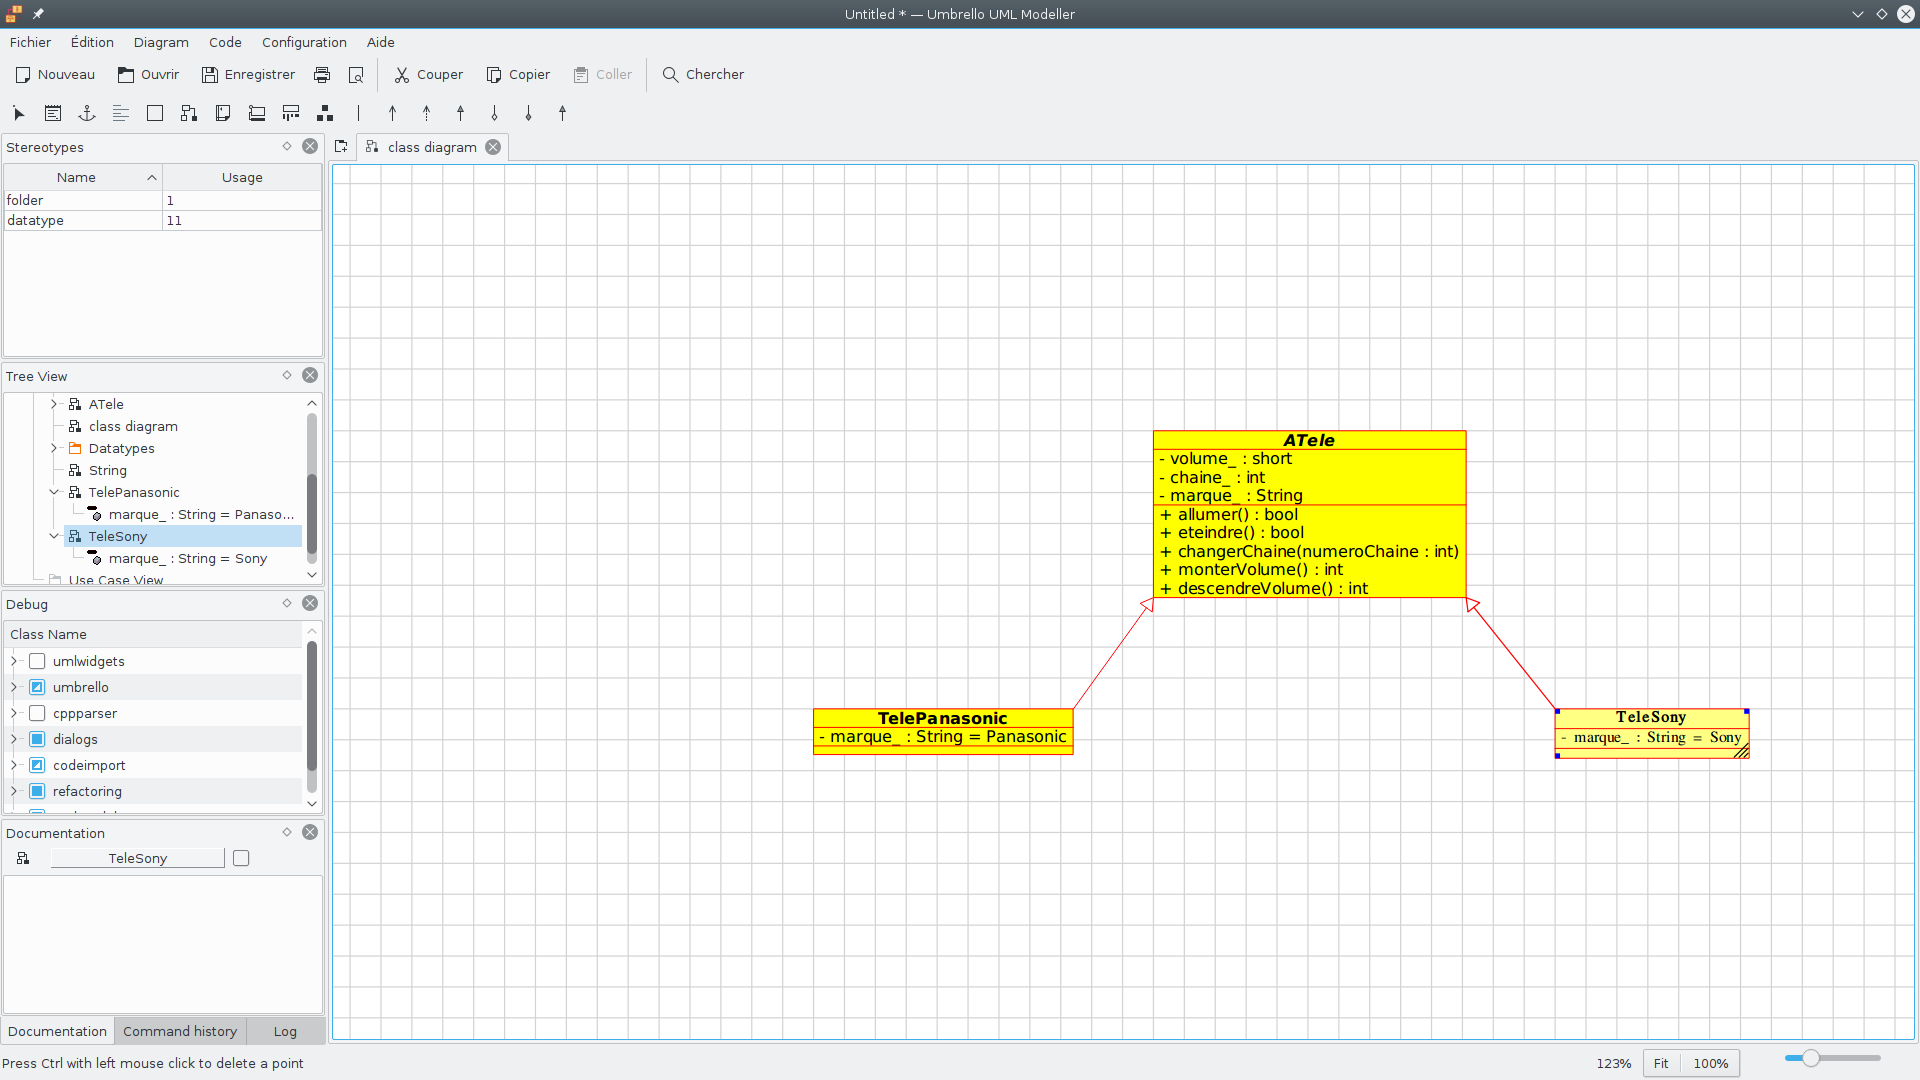 Untitled * — Umbrello UML Modeller
Fichier Édition Diagram Code Configuration Aide
Nouveau Ouvrir Enregistrer Couper Copier Coller Chercher
Stereotypes
Name Usage
folder 1
datatype 11
Tree View
ATele
class diagram
Datatypes
String
TelePanasonic
marque_ : String = Panaso...
TeleSony
marque_ : String = Sony
Use Case View
Debug
Class Name
umlwidgets
umbrello
cppparser
dialogs
codeimport
refactoring
Documentation
TeleSony
Documentation Command history Log
class diagram
ATele
- volume_ : short
- chaine_ : int
- marque_ : String
+ allumer() : bool
+ eteindre() : bool
+ changerChaine(numeroChaine : int)
+ monterVolume() : int
+ descendreVolume() : int
TelePanasonic
- marque_ : String = Panasonic
TeleSony
- marque_ : String = Sony
Press Ctrl with left mouse click to delete a point
123% Fit 100%